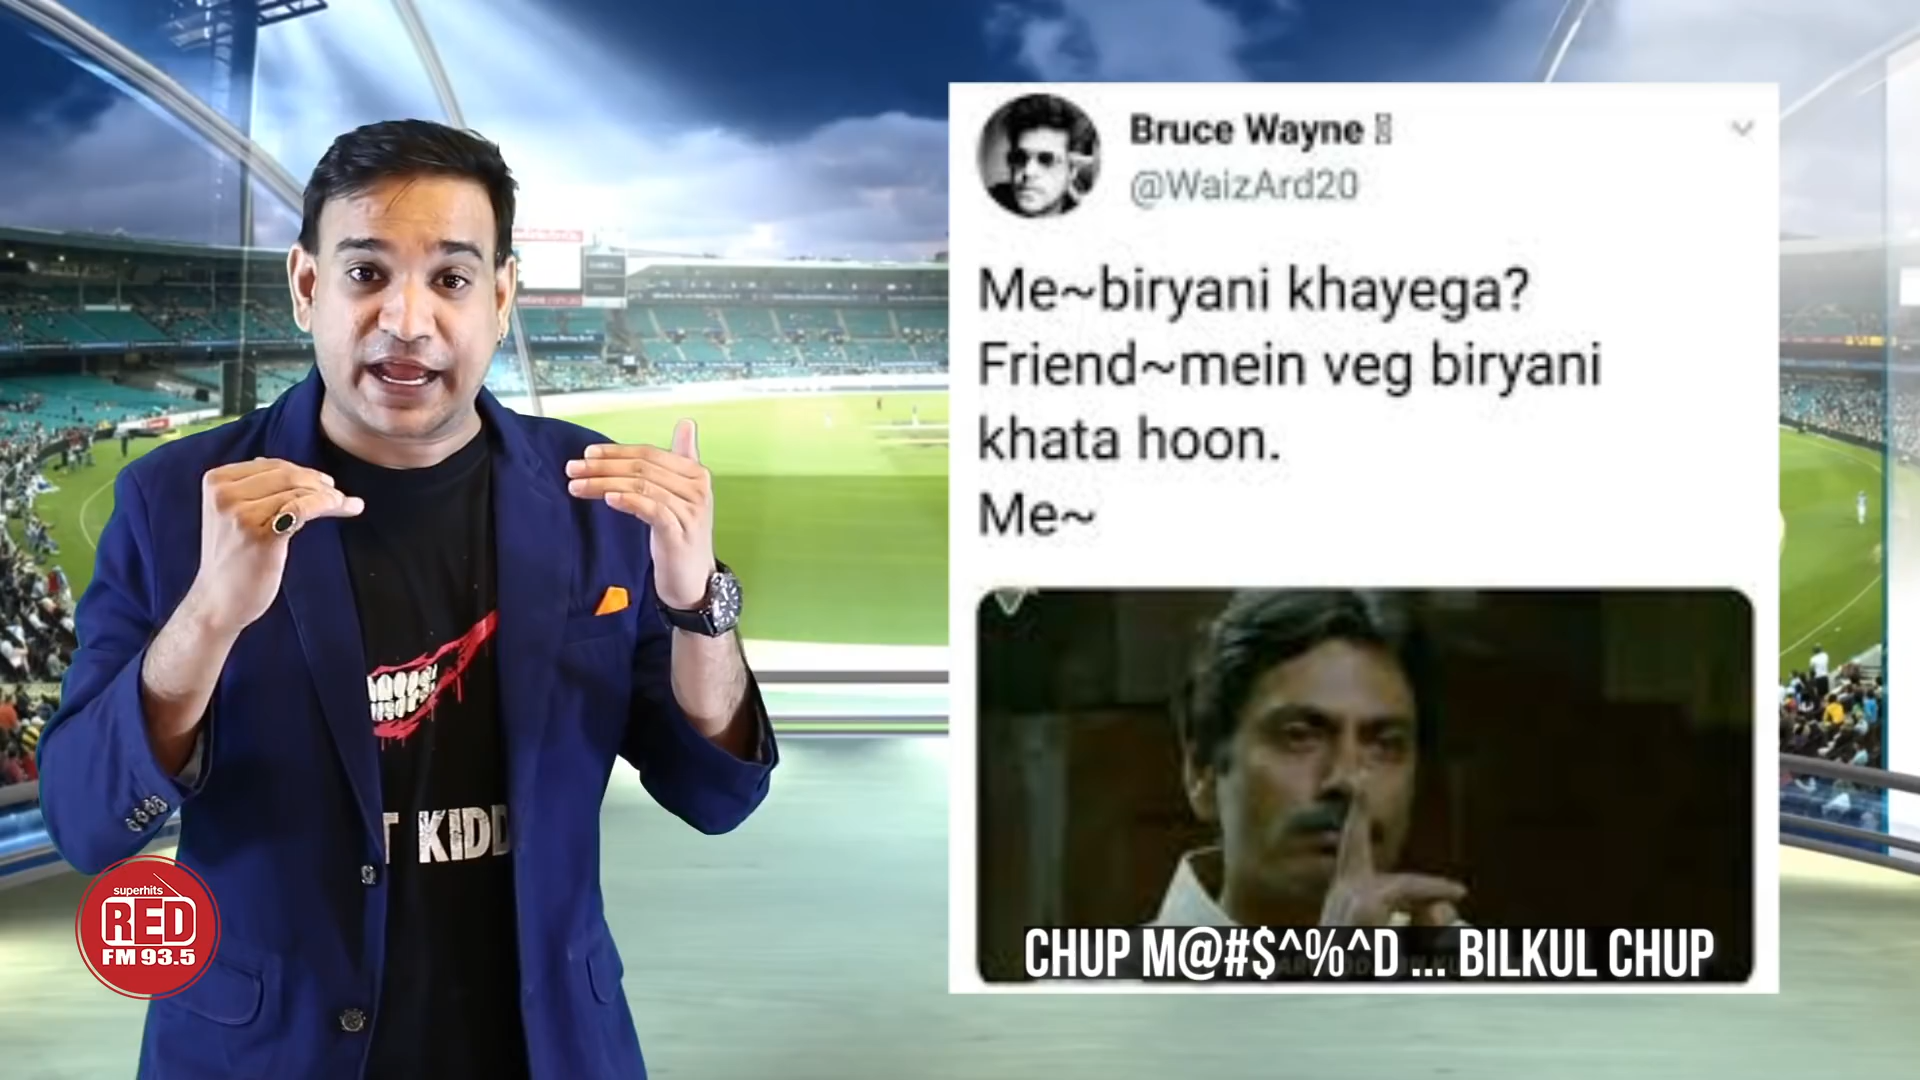 Bruce Wayne
@WaizArd20
Me~biryani khayega?
Friend~mein veg biryani
khata hoon.
Me~
CHUP M@#$^%^D ... BILKUL CHUP
T KIDD
superhits
RED
FM 93.5